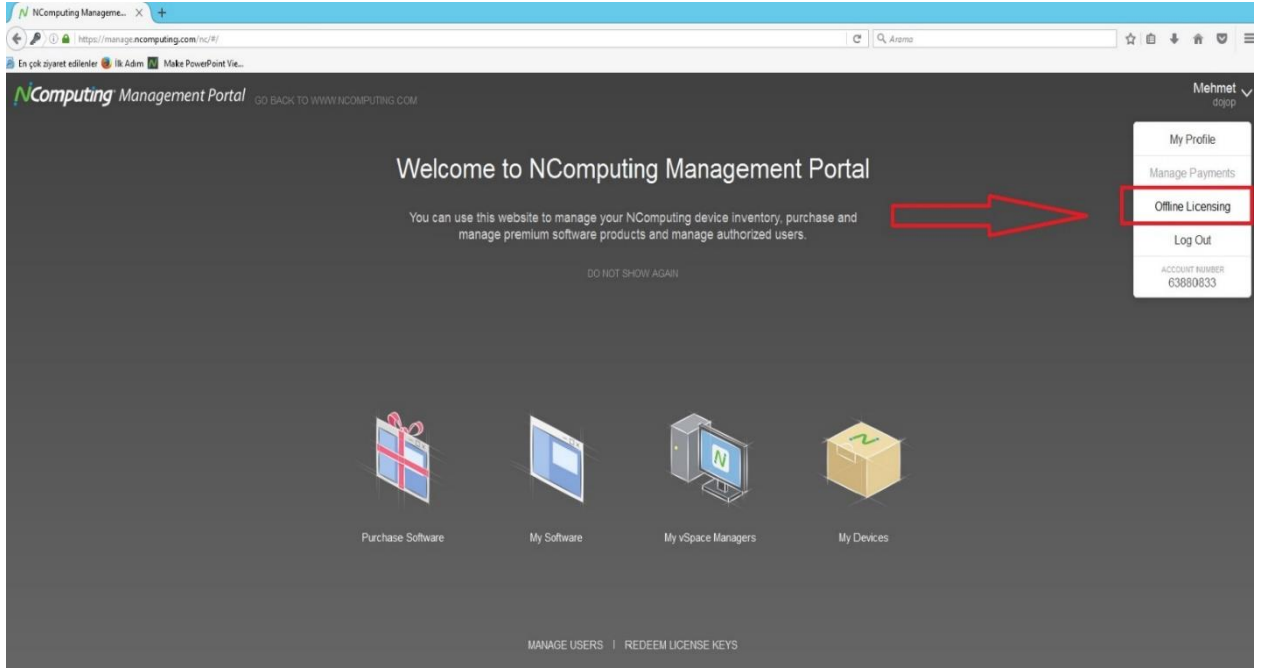 NComputing Manageme...
https://manage.ncomputing.com/nc/#/
Arama
En çok ziyaret edilenler İlk Adım Make PowerPoint Vie...
NComputing Management Portal GO BACK TO WWW.NCOMPUTING.COM
Mehmet
dojop
My Profile
Manage Payments
Offline Licensing
Log Out
ACCOUNT NUMBER
63880833
Welcome to NComputing Management Portal
You can use this website to manage your NComputing device inventory, purchase and
manage premium software products and manage authorized users.
DO NOT SHOW AGAIN
Purchase Software My Software My vSpace Managers My Devices
MANAGE USERS | REDEEM LICENSE KEYS